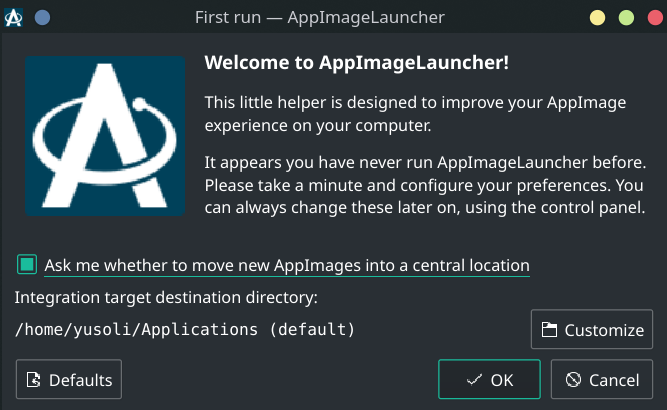 First run — AppImageLauncher
Welcome to AppImageLauncher!
This little helper is designed to improve your AppImage
experience on your computer.
It appears you have never run AppImageLauncher before.
Please take a minute and configure your preferences. You
can always change these later on, using the control panel.
Ask me whether to move new AppImages into a central location
Integration target destination directory:
/home/yusoli/Applications (default)
Customize
Defaults
OK
Cancel